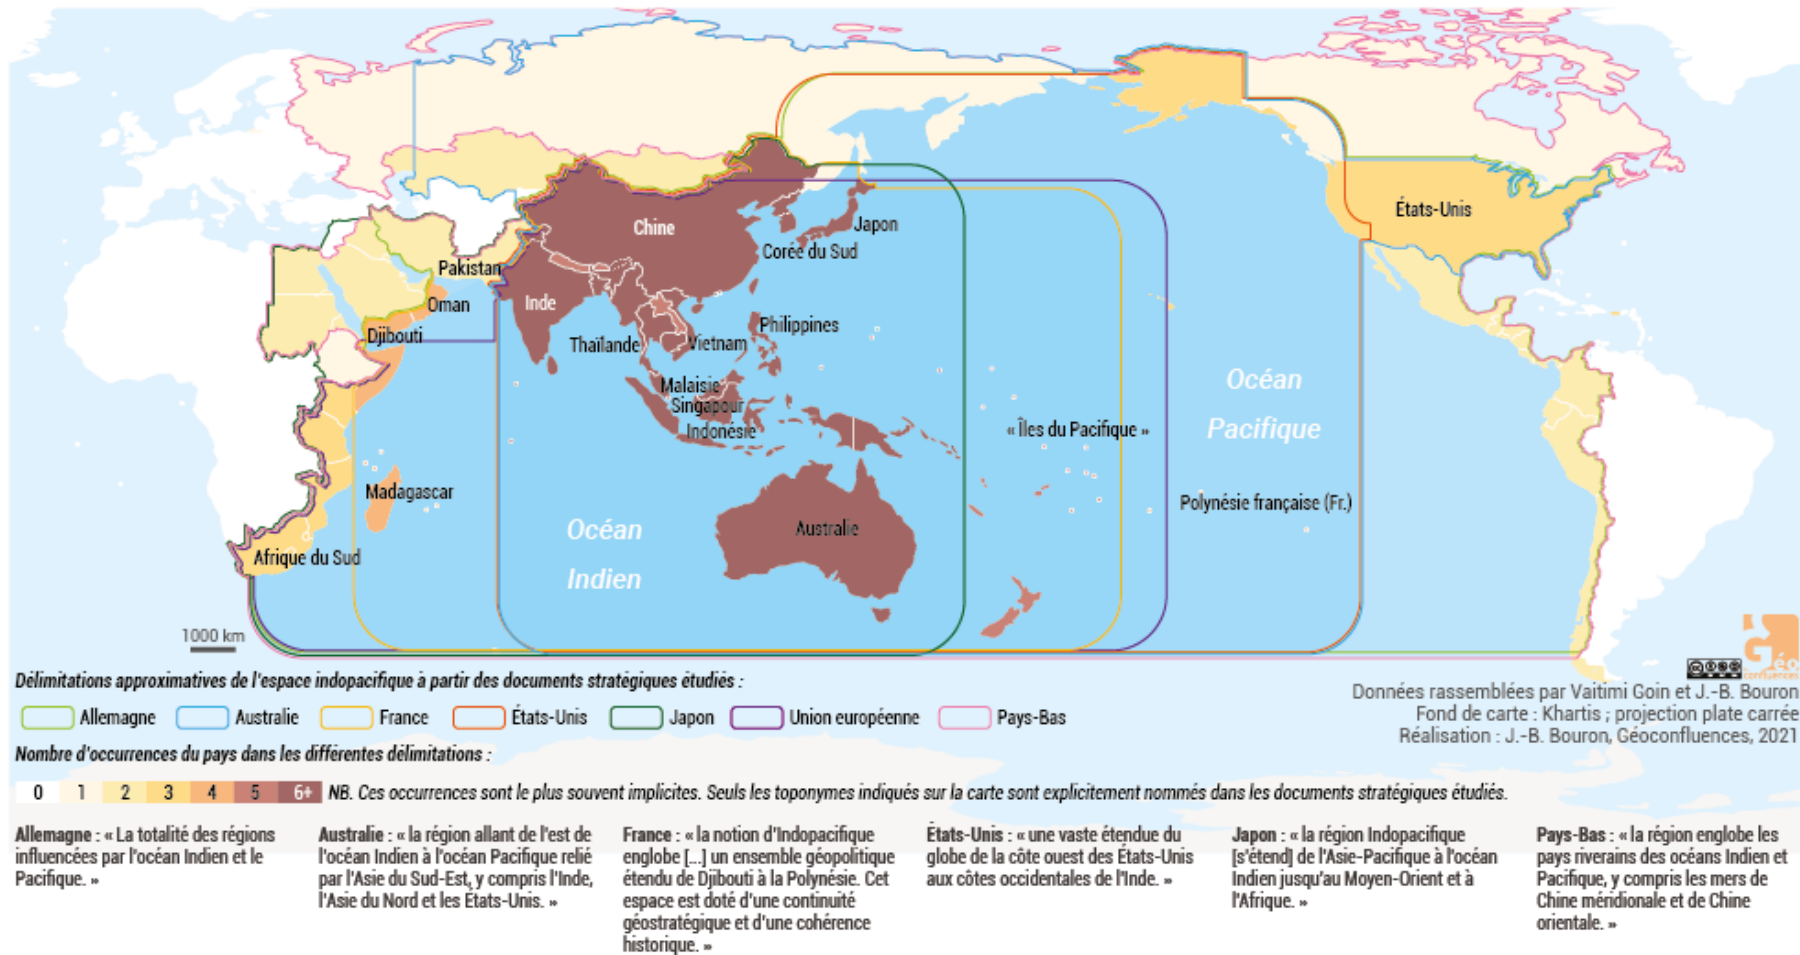 Chine
Japon
Corée du Sud
États-Unis
Pakistan
Oman
Inde
Djibouti
Thaïlande
Vietnam
Philippines
Malaisie
Singapour
Indonésie
« Îles du Pacifique »
Océan
Pacifique
Madagascar
Polynésie française (Fr.)
Océan
Indien
Australie
Afrique du Sud
1000 km
Géo
confluences
Délimitations approximatives de l'espace indopacifique à partir des documents stratégiques étudiés :
Allemagne
Australie
France
États-Unis
Japon
Union européenne
Pays-Bas
Données rassemblées par Vaitimi Goin et J.-B. Bouron
Fond de carte : Khartis ; projection plate carrée
Réalisation : J.-B. Bouron, Géoconfluences, 2021
Nombre d'occurrences du pays dans les différentes délimitations :
0 1 2 3 4 5 6+ NB. Ces occurrences sont le plus souvent implicites. Seuls les toponymes indiqués sur la carte sont explicitement nommés dans les documents stratégiques étudiés.
Allemagne : « La totalité des régions
influencées par l'océan Indien et le
Pacifique. »
Australie : « la région allant de l'est de
l'océan Indien à l'océan Pacifique relié
par l'Asie du Sud-Est, y compris l'Inde,
l'Asie du Nord et les États-Unis. »
France : « la notion d'Indopacifique
englobe [...] un ensemble géopolitique
étendu de Djibouti à la Polynésie. Cet
espace est doté d'une continuité
géostratégique et d'une cohérence
historique. »
États-Unis : « une vaste étendue du
globe de la côte ouest des États-Unis
aux côtes occidentales de l'Inde. »
Japon : « la région Indopacifique
[s'étend] de l'Asie-Pacifique à l'océan
Indien jusqu'au Moyen-Orient et à
l'Afrique. »
Pays-Bas : « la région englobe les
pays riverains des océans Indien et
Pacifique, y compris les mers de
Chine méridionale et de Chine
orientale. »